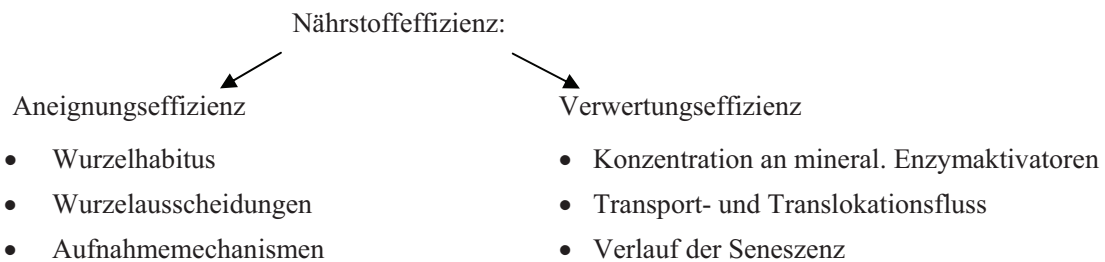 Nährstoffeffizienz:
Aneignungseffizienz
• Wurzelhabitus
• Wurzelausscheidungen
• Aufnahmemechanismen
Verwertungseffizienz
• Konzentration an mineral. Enzymaktivatoren
• Transport- und Translokationsfluss
• Verlauf der Seneszenz